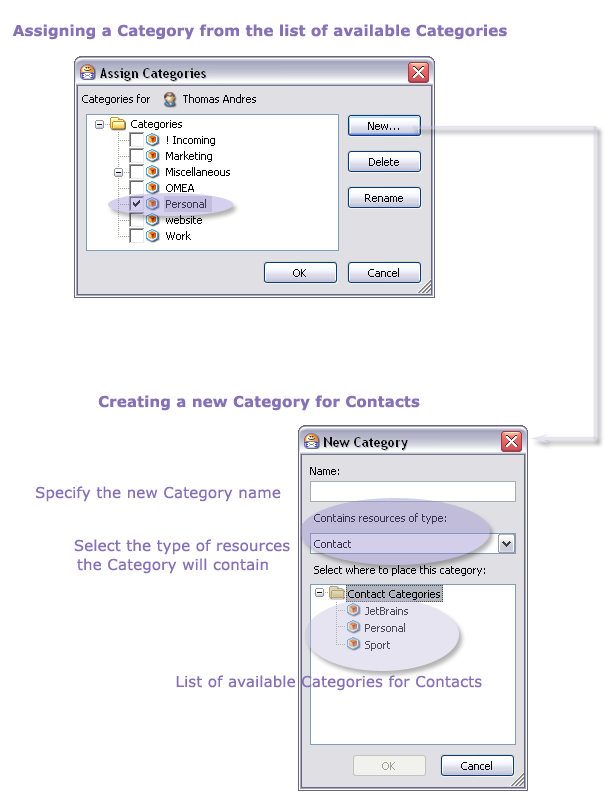 Assigning a Category from the list of available Categories
Assign Categories
Categories for Thomas Andres
Categories
! Incoming
Marketing
Miscellaneous
OMEA
Personal
website
Work
New...
Delete
Rename
OK Cancel
Creating a new Category for Contacts
New Category
Name:
Specify the new Category name
Contains resources of type:
Contact
Select the type of resources
the Category will contain
Select where to place this category:
Contact Categories
JetBrains
Personal
Sport
List of available Categories for Contacts
OK Cancel